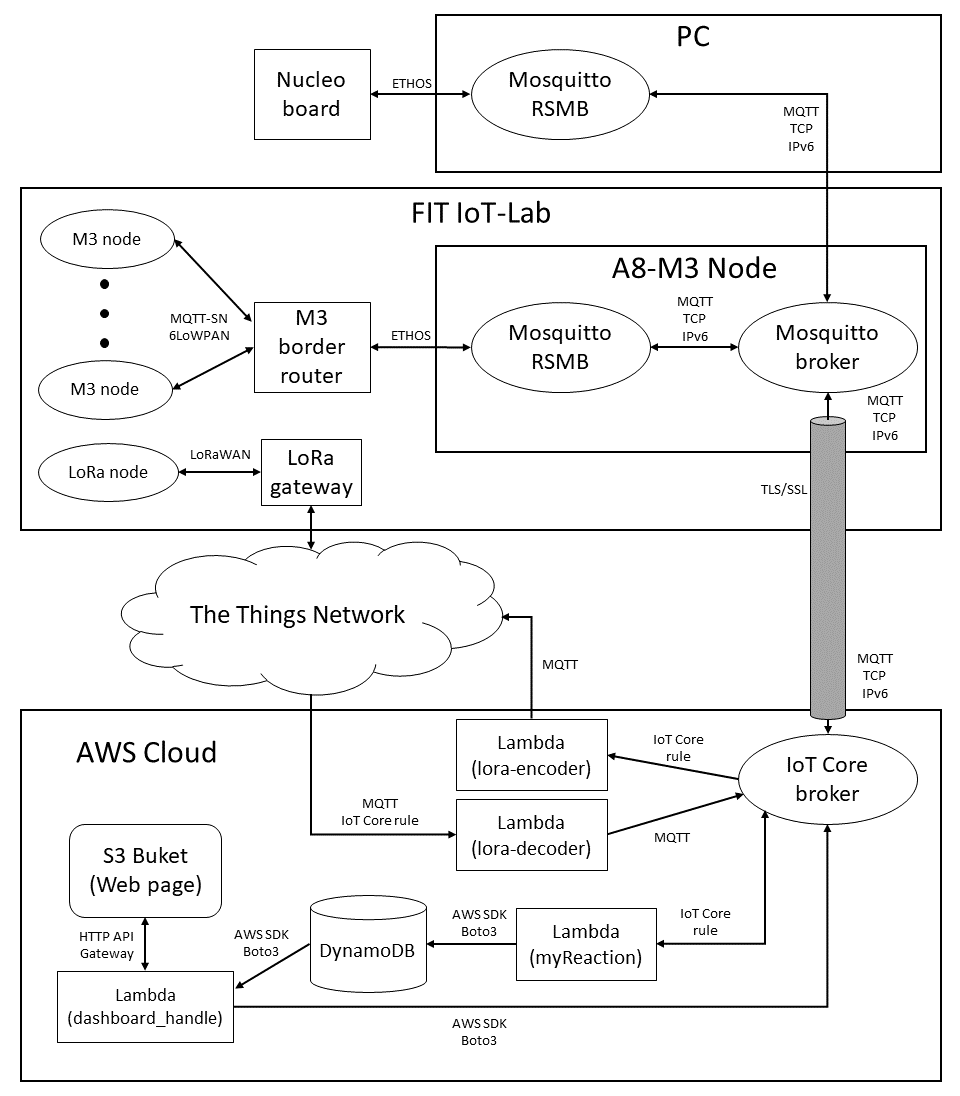 PC
Nucleo
board
ETHOS
Mosquitto
RSMB
MQTT
TCP
IPv6
FIT IoT-Lab
M3 node
M3 node
MQTT-SN
6LoWPAN
M3
border
router
ETHOS
A8-M3 Node
Mosquitto
RSMB
MQTT
TCP
IPv6
Mosquitto
broker
MQTT
TCP
IPv6
LoRa node
LoRaWAN
LoRa
gateway
TLS/SSL
The Things Network
MQTT
MQTT
TCP
IPv6
AWS Cloud
Lambda
(lora-encoder)
IoT Core
rule
IoT Core
broker
MQTT
IoT Core rule
Lambda
(lora-decoder)
MQTT
S3 Buket
(Web page)
HTTP API
Gateway
AWS SDK
Boto3
DynamoDB
AWS SDK
Boto3
Lambda
(myReaction)
IoT Core
rule
Lambda
(dashboard_handle)
AWS SDK
Boto3